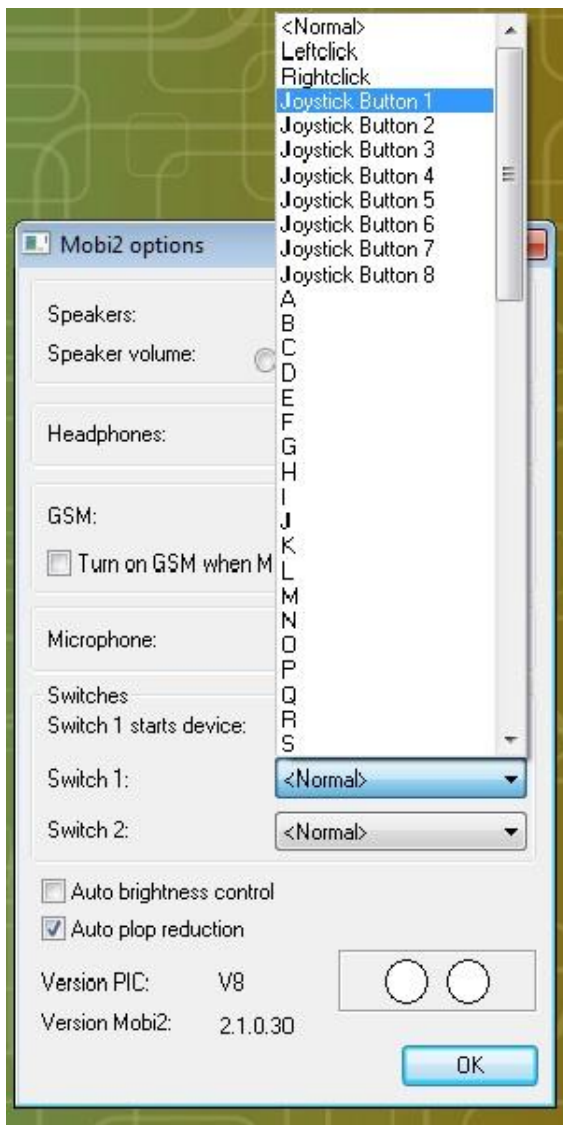 <Normal>
Leftclick
Rightclick
Joystick Button 1
Joystick Button 2
Joystick Button 3
Joystick Button 4
Joystick Button 5
Joystick Button 6
Joystick Button 7
Joystick Button 8
A
B
C
D
E
F
G
H
I
J
K
L
M
N
O
P
Q
R
S
Mobi2 options
Speakers:
Speaker volume:
Headphones:
GSM:
Turn on GSM when M
Microphone:
Switches
Switch 1 starts device:
Switch 1: <Normal>
Switch 2: <Normal>
Auto brightness control
Auto plop reduction
Version PIC: V8
Version Mobi2: 2.1.0.30
OK